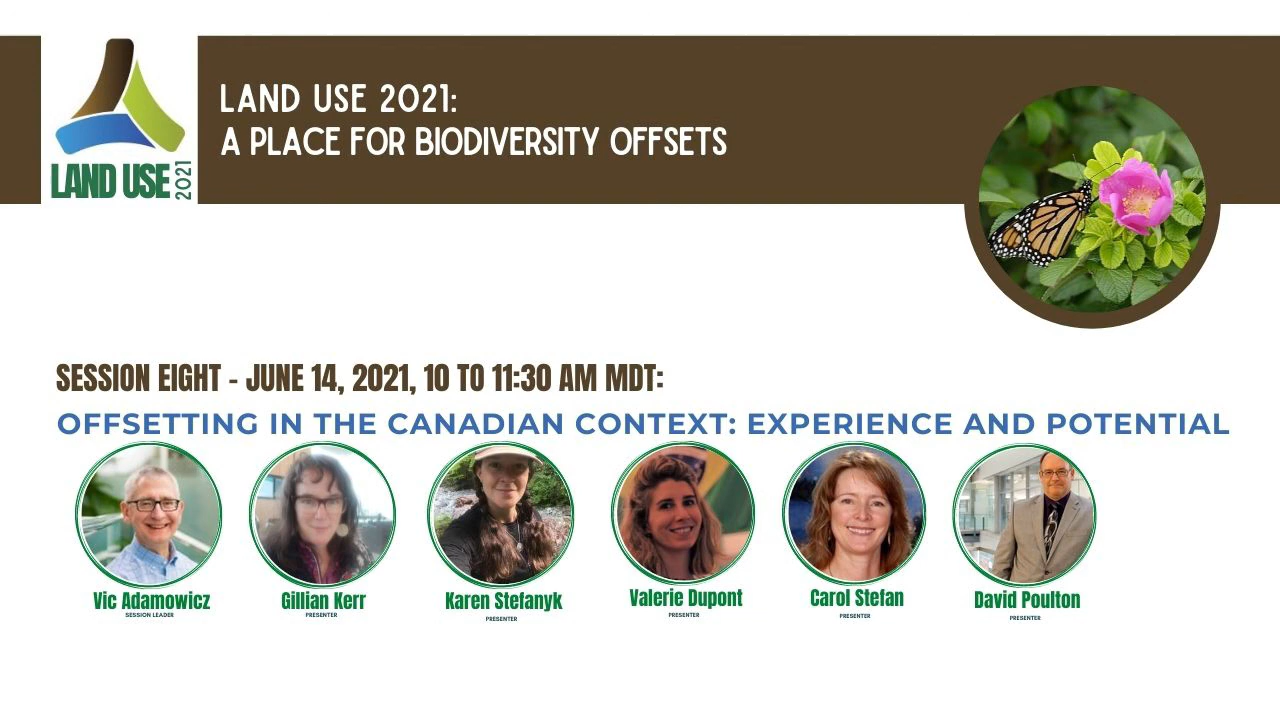 LAND USE 2021
LAND USE 2021:
A PLACE FOR BIODIVERSITY OFFSETS
SESSION EIGHT - JUNE 14, 2021, 10 TO 11:30 AM MDT:
OFFSETTING IN THE CANADIAN CONTEXT: EXPERIENCE AND POTENTIAL
Vic Adamowicz
SESSION LEADER
Gillian Kerr
PRESENTER
Karen Stefanyk
PRESENTER
Valerie Dupont
PRESENTER
Carol Stefan
PRESENTER
David Poulton
PRESENTER